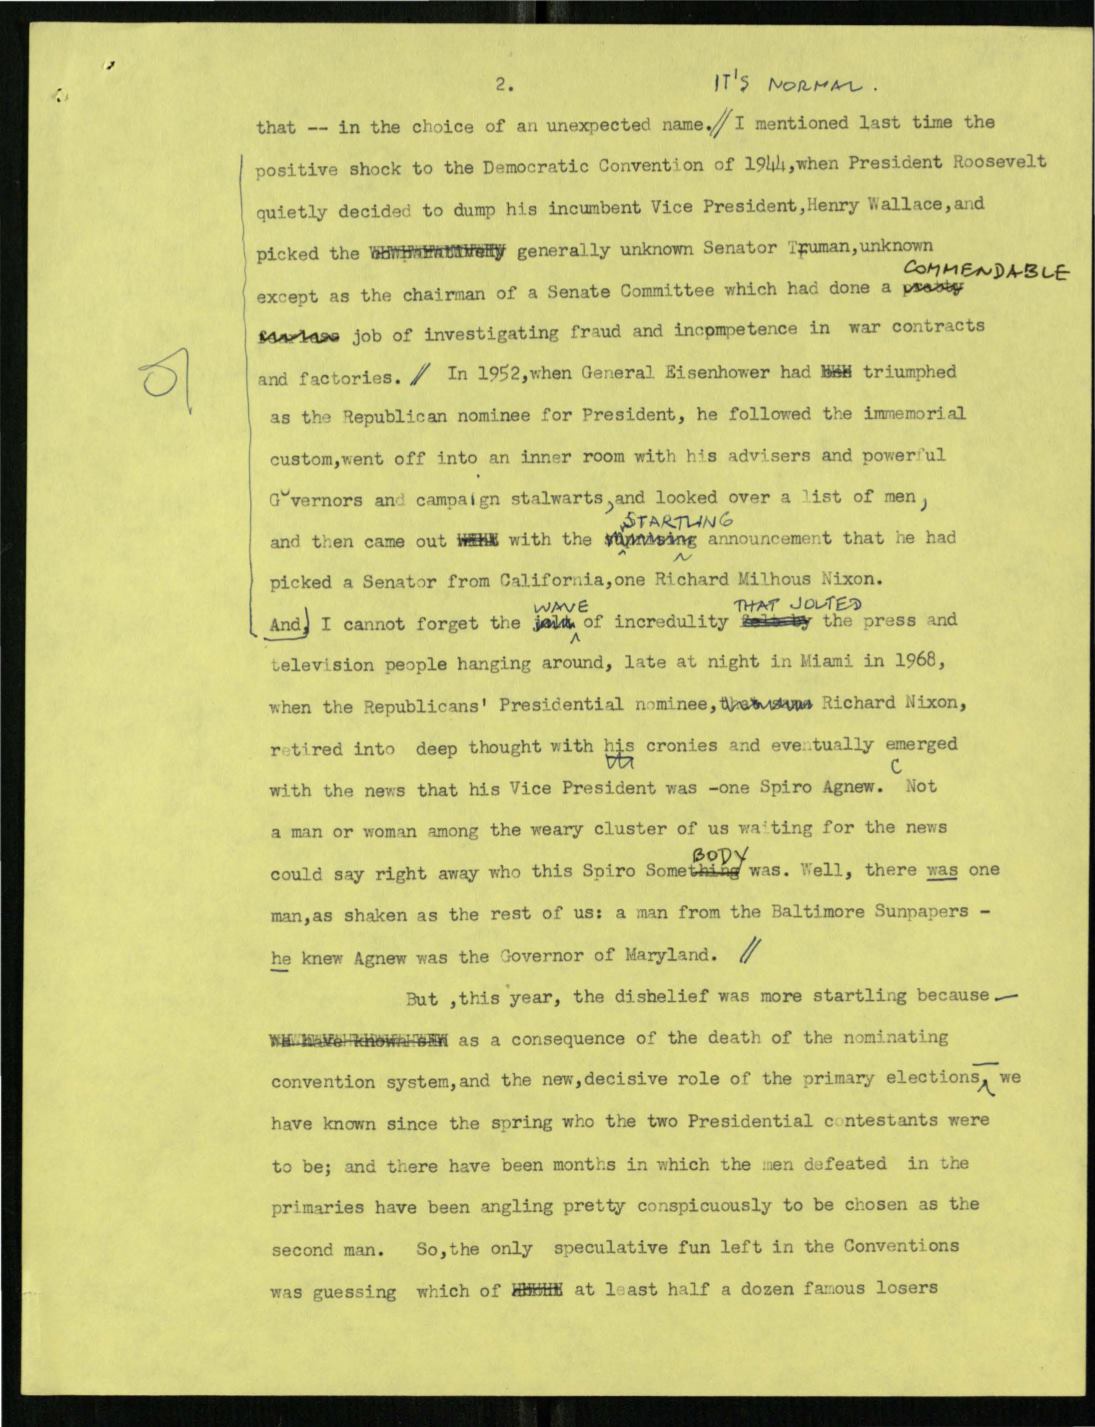 2.
IT'S NORMAL.
that -- in the choice of an unexpected name.// I mentioned last time the
positive shock to the Democratic Convention of 1944,when President Roosevelt
quietly decided to dump his incumbent Vice President,Henry Wallace,and
picked the generally unknown Senator Truman,unknown
COMMENDABLE
except as the chairman of a Senate Committee which had done a pretty
fearless job of investigating fraud and incompetence in war contracts
and factories. // In 1952,when General Eisenhower had triumphed
as the Republican nominee for President, he followed the immemorial
custom,went off into an inner room with his advisers and powerful
Governors and campaign stalwarts,and looked over a list of men,
STARTLING
and then came out with the announcement that he had
picked a Senator from California,one Richard Milhous Nixon.
WAVE THAT JOLTED
And, I cannot forget the of incredulity felt by the press and
television people hanging around, late at night in Miami in 1968,
when the Republicans' Presidential nominee, Richard Nixon,
retired into deep thought with his cronies and eventually emerged
with the news that his Vice President was -one Spiro Agnew. Not
a man or woman among the weary cluster of us waiting for the news
BODY
could say right away who this Spiro Something was. Well, there was one
man,as shaken as the rest of us: a man from the Baltimore Sunpapers -
he knew Agnew was the Governor of Maryland. //
But ,this year, the disbelief was more startling because —
We have known as a consequence of the death of the nominating
convention system,and the new,decisive role of the primary elections, we
have known since the spring who the two Presidential contestants were
to be; and there have been months in which the men defeated in the
primaries have been angling pretty conspicuously to be chosen as the
second man. So,the only speculative fun left in the Conventions
was guessing which of at least half a dozen famous losers